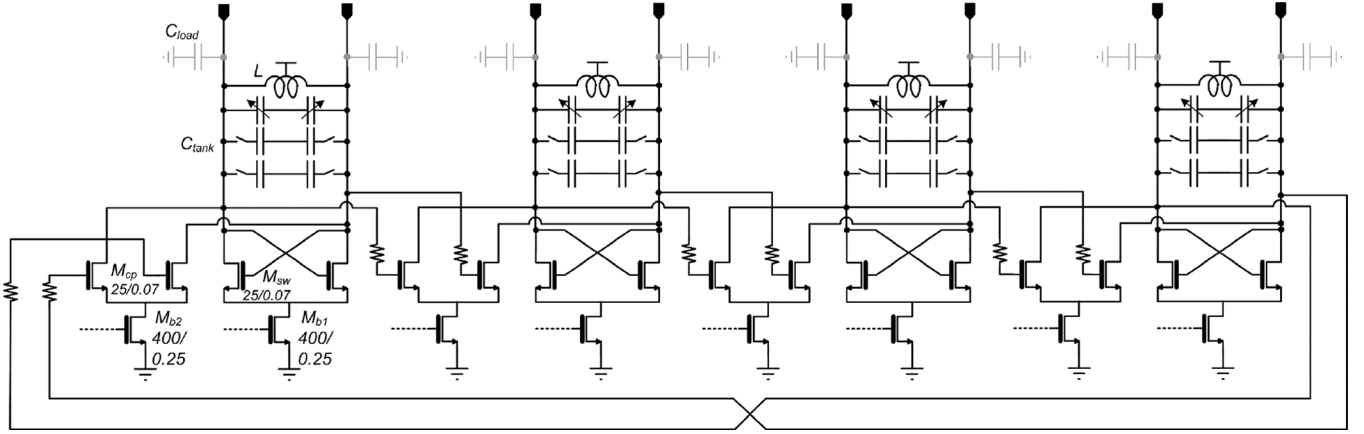 C_load
L
C_tank
M_cp
25/0.07
M_sw
25/0.07
M_b2
400/
0.25
M_b1
400/
0.25